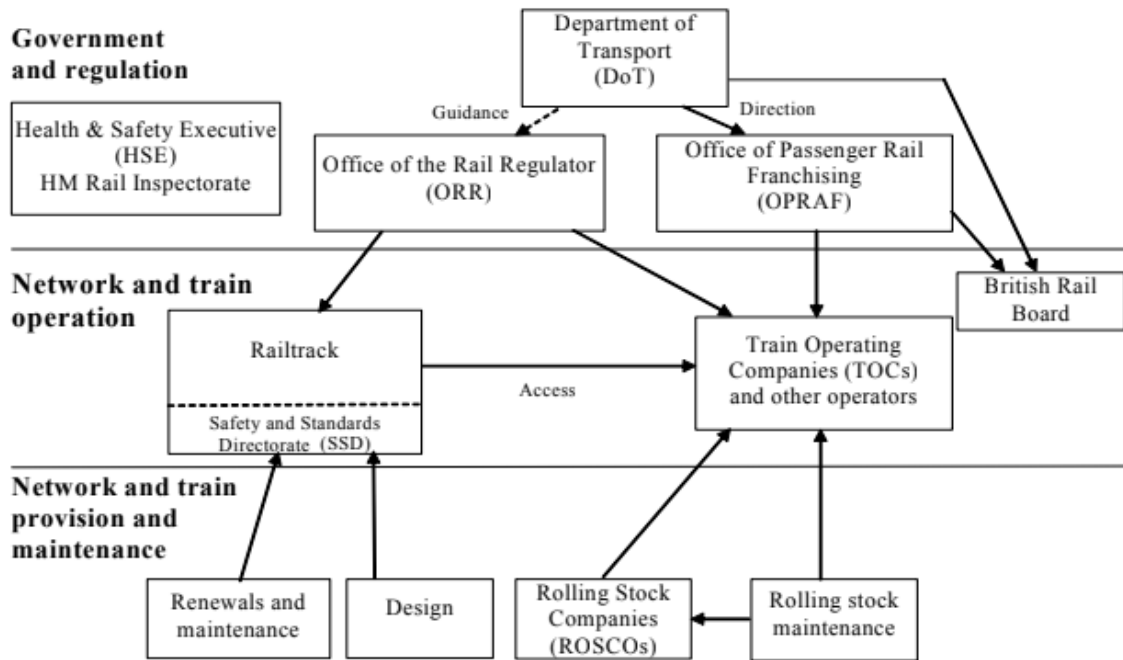 Government
and regulation
Department of
Transport
(DoT)
Guidance
Direction
Health & Safety Executive
(HSE)
HM Rail Inspectorate
Office of the Rail Regulator
(ORR)
Office of Passenger Rail
Franchising
(OPRAF)
Network and train
operation
British Rail
Board
Railtrack
Safety and Standards
Directorate (SSD)
Access
Train Operating
Companies (TOCs)
and other operators
Network and train
provision and
maintenance
Renewals and
maintenance
Design
Rolling Stock
Companies
(ROSCOs)
Rolling stock
maintenance